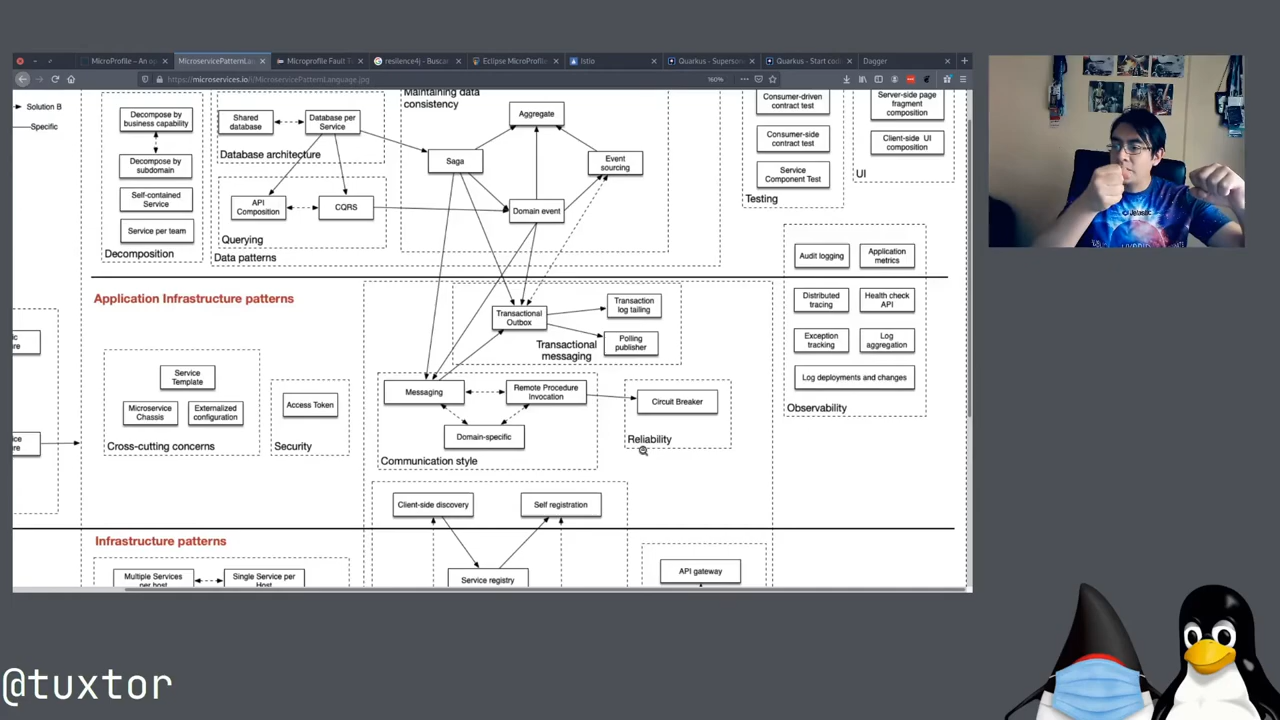 MicroProfile – An op
MicroservicePatternLan
Microprofile Fault T
resilence4j - Buscar
Eclipse MicroProfile
Istio
Quarkus - Superson
Quarkus - Start codi
Dagger
https://microservices.io/i/MicroservicePatternLanguage.jpg
160%
Solution B
Specific
Decompose by
business capability
Decompose by
subdomain
Self-contained
Service
Service per team
Decomposition
Shared
database
Database per
Service
Database architecture
API
Composition
CQRS
Querying
Data patterns
Maintaining data
consistency
Aggregate
Saga
Event
sourcing
Domain event
Consumer-driven
contract test
Consumer-side
contract test
Service
Component Test
Testing
Server-side page
fragment
composition
Client-side UI
composition
UI
Application Infrastructure patterns
Transactional
Outbox
Transaction
log tailing
Polling
publisher
Transactional
messaging
Audit logging
Application
metrics
Distributed
tracing
Health check
API
Exception
tracking
Log
aggregation
Log deployments and changes
Observability
Service
Template
Microservice
Chassis
Externalized
configuration
Cross-cutting concerns
Access Token
Security
Messaging
Remote Procedure
Invocation
Domain-specific
Communication style
Circuit Breaker
Reliability
Client-side discovery
Self registration
Infrastructure patterns
Multiple Services
per host
Single Service per
Host
Service registry
API gateway
@tuxtor